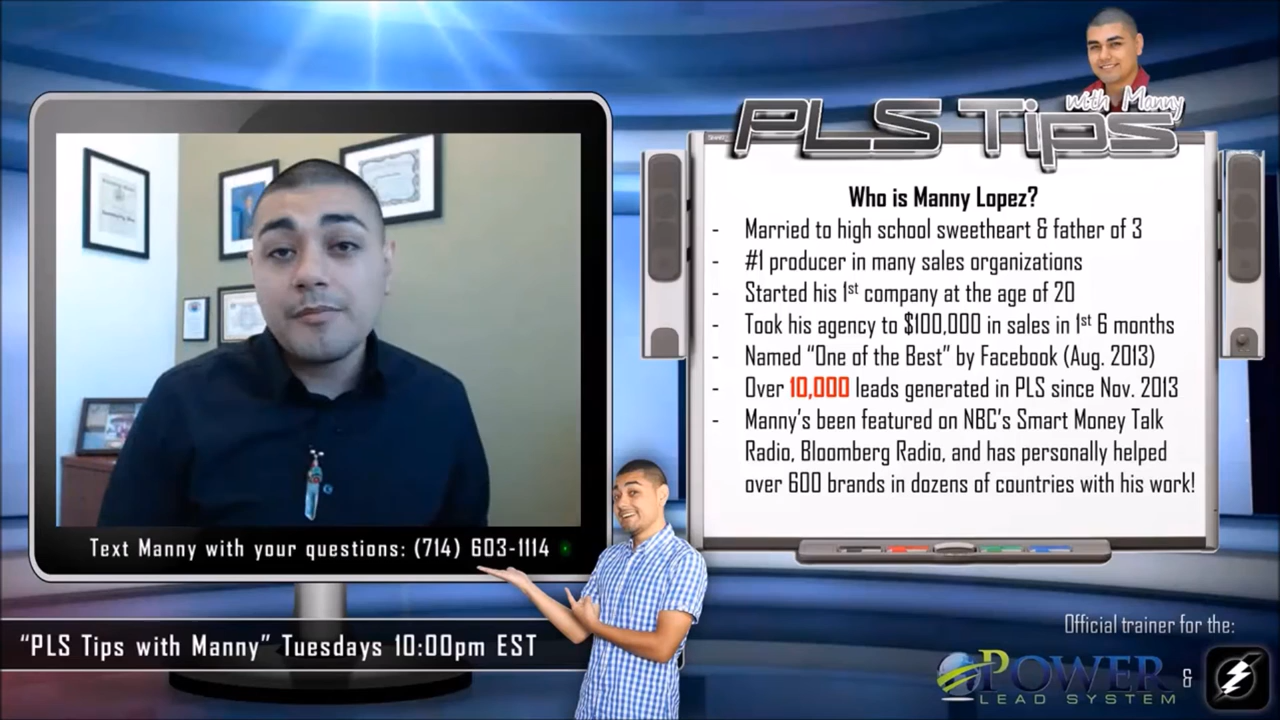 with Manny
PLS Tips
Who is Manny Lopez?
- Married to high school sweetheart & father of 3
- #1 producer in many sales organizations
- Started his 1st company at the age of 20
- Took his agency to $100,000 in sales in 1st 6 months
- Named “One of the Best” by Facebook (Aug. 2013)
- Over 10,000 leads generated in PLS since Nov. 2013
- Manny's been featured on NBC's Smart Money Talk
Radio, Bloomberg Radio, and has personally helped
over 600 brands in dozens of countries with his work!
Text Manny with your questions: (714) 603-1114
“PLS Tips with Manny” Tuesdays 10:00pm EST
Official trainer for the:
POWER
LEAD SYSTEM
&